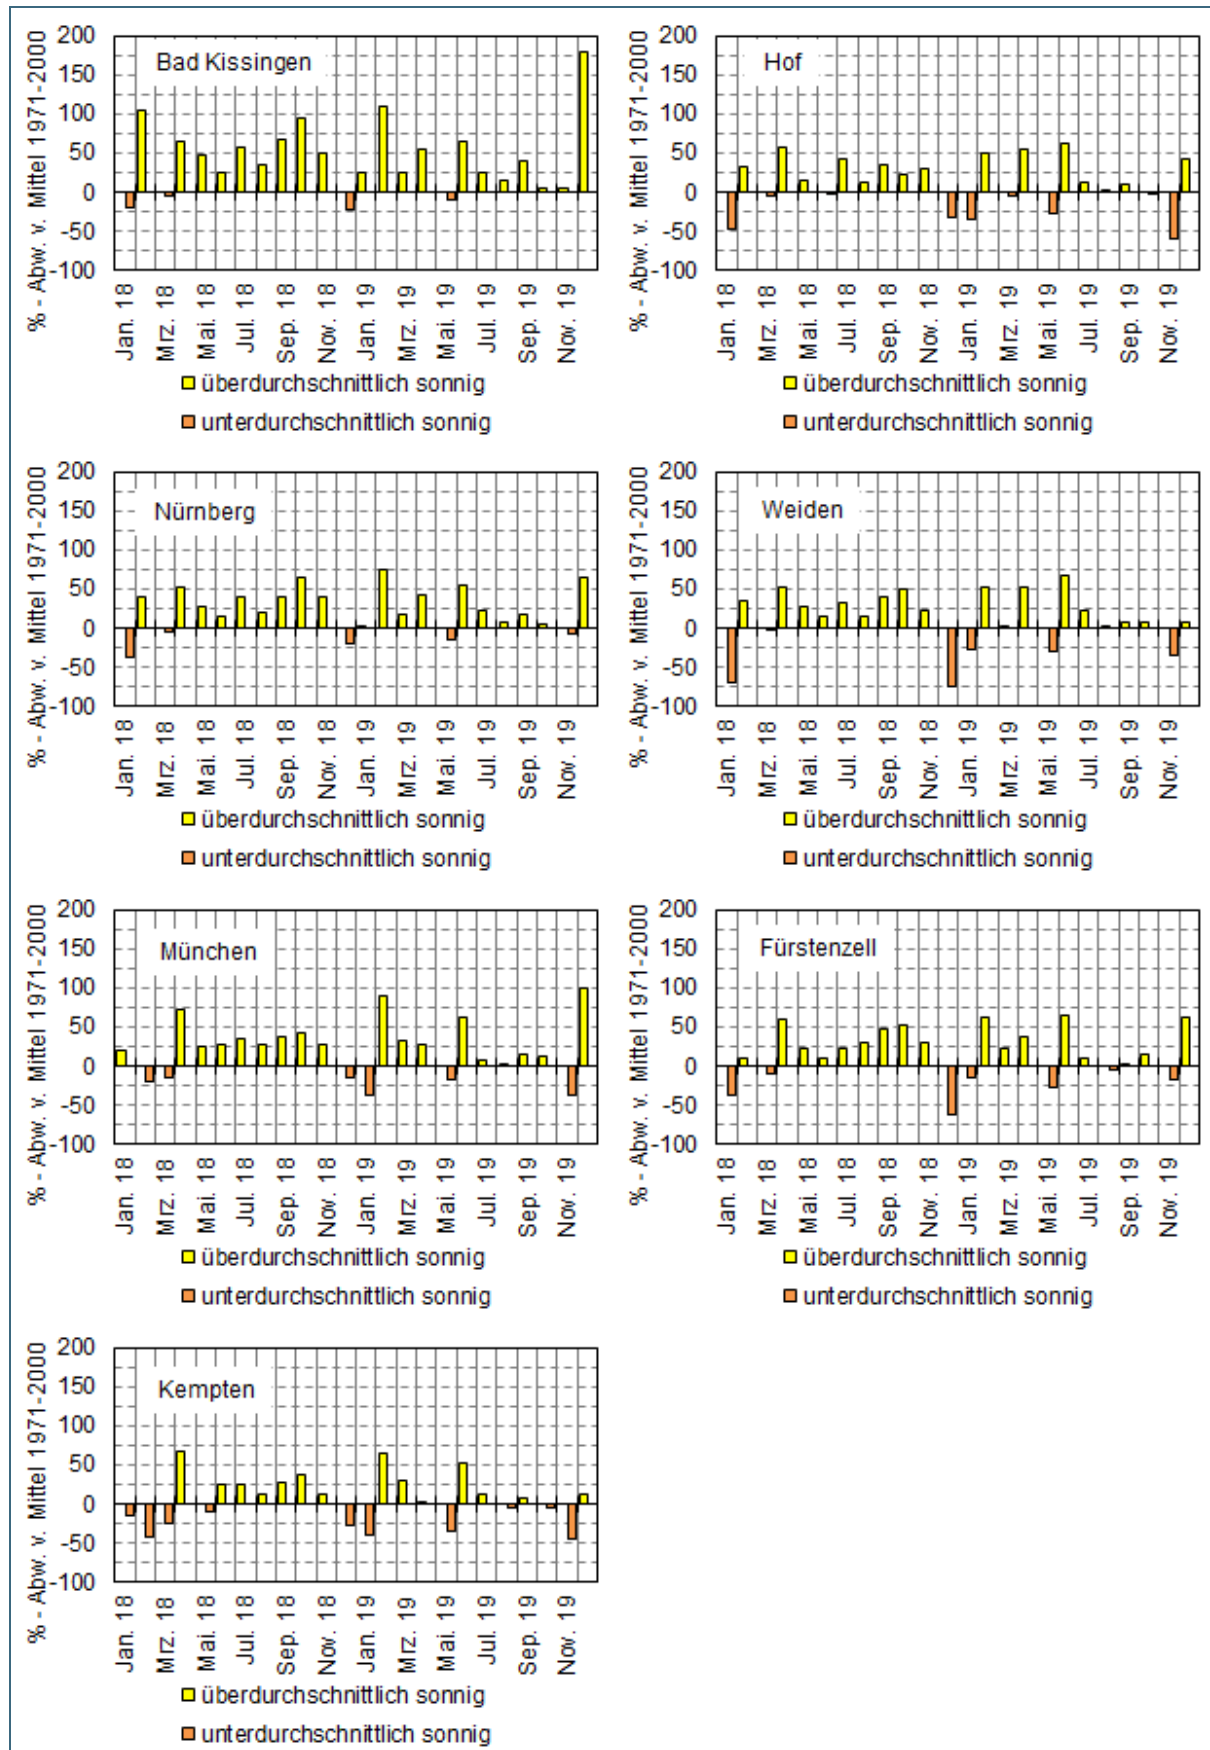 % - Abw. v. Mittel 1971-2000
200
150
100
50
0
-50
-100
Bad Kissingen
Jan. 18
Mrz. 18
Mai. 18
Jul. 18
Sep. 18
Nov. 18
Jan. 19
Mrz. 19
Mai. 19
Jul. 19
Sep. 19
Nov. 19
überdurchschnittlich sonnig
unterdurchschnittlich sonnig
% - Abw. v. Mittel 1971-2000
200
150
100
50
0
-50
-100
Hof
Jan. 18
Mrz. 18
Mai. 18
Jul. 18
Sep. 18
Nov. 18
Jan. 19
Mrz. 19
Mai. 19
Jul. 19
Sep. 19
Nov. 19
überdurchschnittlich sonnig
unterdurchschnittlich sonnig
% - Abw. v. Mittel 1971-2000
200
150
100
50
0
-50
-100
Nürnberg
Jan. 18
Mrz. 18
Mai. 18
Jul. 18
Sep. 18
Nov. 18
Jan. 19
Mrz. 19
Mai. 19
Jul. 19
Sep. 19
Nov. 19
überdurchschnittlich sonnig
unterdurchschnittlich sonnig
% - Abw. v. Mittel 1971-2000
200
150
100
50
0
-50
-100
Weiden
Jan. 18
Mrz. 18
Mai. 18
Jul. 18
Sep. 18
Nov. 18
Jan. 19
Mrz. 19
Mai. 19
Jul. 19
Sep. 19
Nov. 19
überdurchschnittlich sonnig
unterdurchschnittlich sonnig
% - Abw. v. Mittel 1971-2000
200
150
100
50
0
-50
-100
München
Jan. 18
Mrz. 18
Mai. 18
Jul. 18
Sep. 18
Nov. 18
Jan. 19
Mrz. 19
Mai. 19
Jul. 19
Sep. 19
Nov. 19
überdurchschnittlich sonnig
unterdurchschnittlich sonnig
% - Abw. v. Mittel 1971-2000
200
150
100
50
0
-50
-100
Fürstenzell
Jan. 18
Mrz. 18
Mai. 18
Jul. 18
Sep. 18
Nov. 18
Jan. 19
Mrz. 19
Mai. 19
Jul. 19
Sep. 19
Nov. 19
überdurchschnittlich sonnig
unterdurchschnittlich sonnig
% - Abw. v. Mittel 1971-2000
200
150
100
50
0
-50
-100
Kempten
Jan. 18
Mrz. 18
Mai. 18
Jul. 18
Sep. 18
Nov. 18
Jan. 19
Mrz. 19
Mai. 19
Jul. 19
Sep. 19
Nov. 19
überdurchschnittlich sonnig
unterdurchschnittlich sonnig